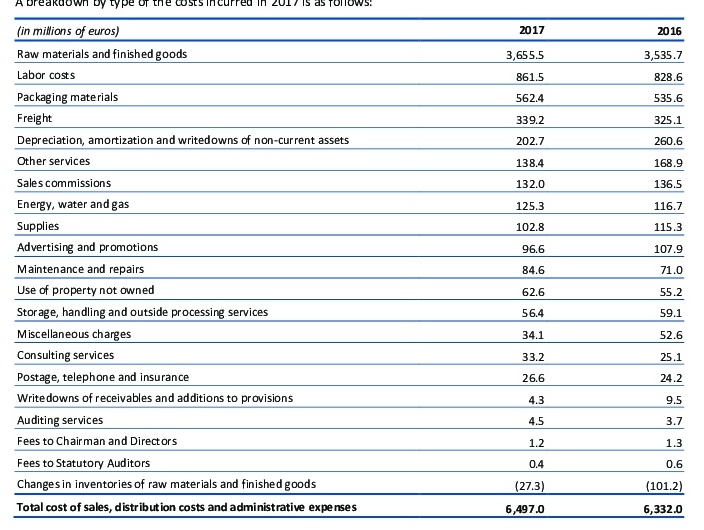 A breakdown by type of the costs incurred in 2017 is as follows:
(in millions of euros) 2017 2016
Raw materials and finished goods 3,655.5 3,535.7
Labor costs 861.5 828.6
Packaging materials 562.4 535.6
Freight 339.2 325.1
Depreciation, amortization and writedowns of non-current assets 202.7 260.6
Other services 138.4 168.9
Sales commissions 132.0 136.5
Energy, water and gas 125.3 116.7
Supplies 102.8 115.3
Advertising and promotions 96.6 107.9
Maintenance and repairs 84.6 71.0
Use of property not owned 62.6 55.2
Storage, handling and outside processing services 56.4 59.1
Miscellaneous charges 34.1 52.6
Consulting services 33.2 25.1
Postage, telephone and insurance 26.6 24.2
Writedowns of receivables and additions to provisions 4.3 9.5
Auditing services 4.5 3.7
Fees to Chairman and Directors 1.2 1.3
Fees to Statutory Auditors 0.4 0.6
Changes in inventories of raw materials and finished goods (27.3) (101.2)
Total cost of sales, distribution costs and administrative expenses 6,497.0 6,332.0